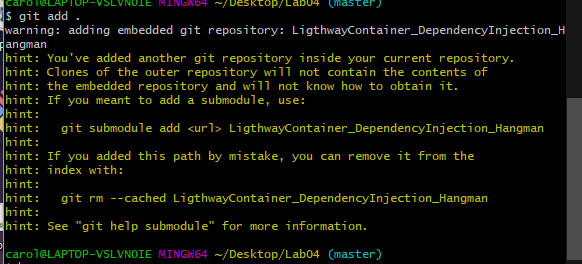 carol@LAPTOP-VSLVNOIE MINGW64 ~/Desktop/Lab04 (master)
$ git add .
warning: adding embedded git repository: LigthwayContainer_DependencyInjection_H
angman
hint: You've added another git repository inside your current repository.
hint: Clones of the outer repository will not contain the contents of
hint: the embedded repository and will not know how to obtain it.
hint: If you meant to add a submodule, use:
hint:
hint:   git submodule add <url> LigthwayContainer_DependencyInjection_Hangman
hint:
hint: If you added this path by mistake, you can remove it from the
hint: index with:
hint:
hint:   git rm --cached LigthwayContainer_DependencyInjection_Hangman
hint:
hint: See "git help submodule" for more information.
carol@LAPTOP-VSLVNOIE MINGW64 ~/Desktop/Lab04 (master)